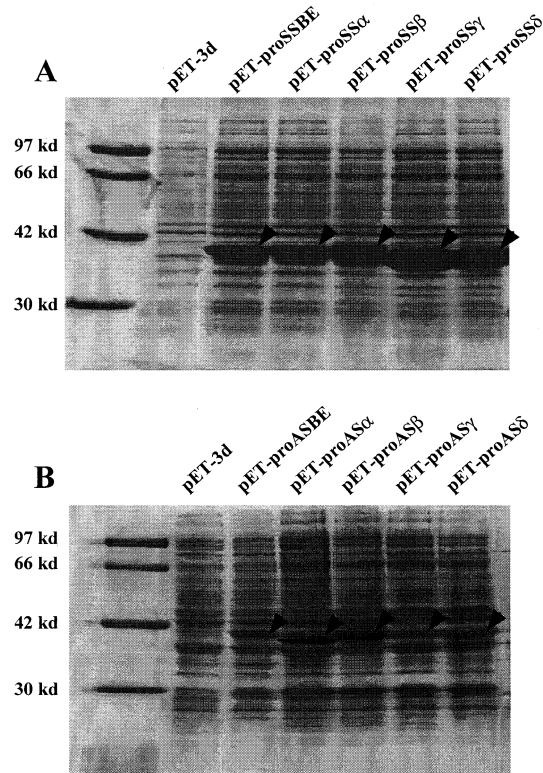 A
pET-3d
pET-proSSBE
pET-proSSα
pET-proSSβ
pET-proSSγ
pET-proSSδ
97 kd
66 kd
42 kd
30 kd
B
pET-3d
pET-proASBE
pET-proASα
pET-proASβ
pET-proASγ
pET-proASδ
97 kd
66 kd
42 kd
30 kd